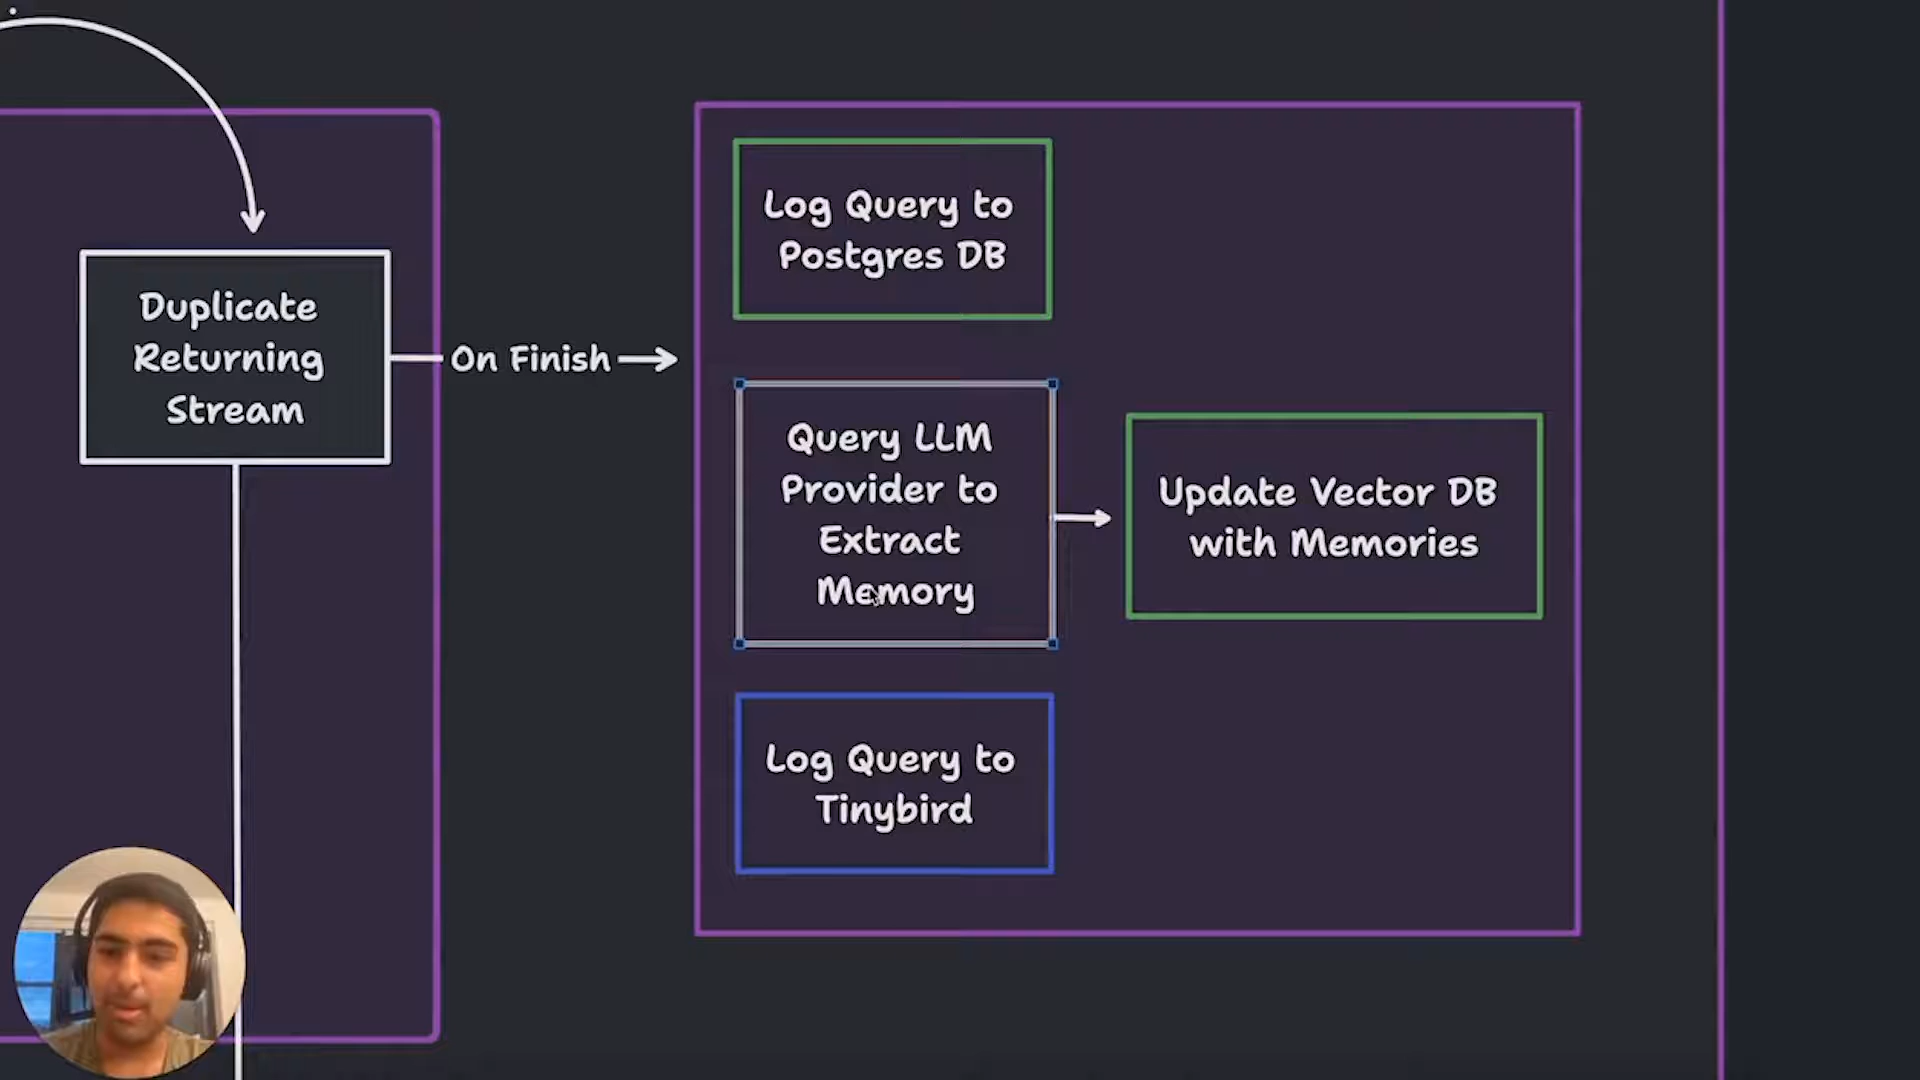 Duplicate
Returning
Stream
On Finish
Log Query to
Postgres DB
Query LLM
Provider to
Extract
Memory
Update Vector DB
with Memories
Log Query to
Tinybird